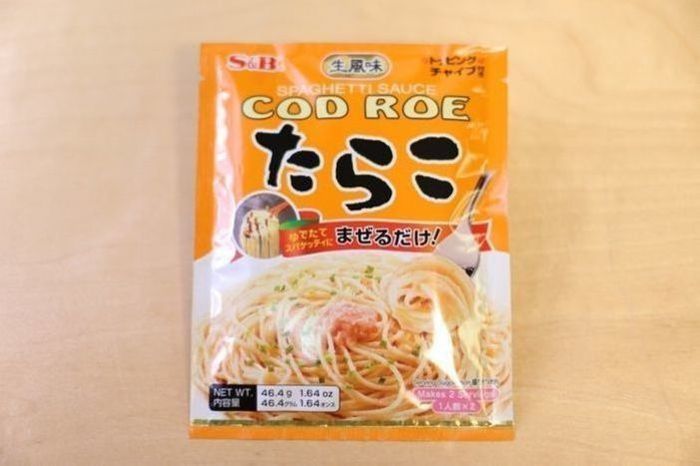 S&B
生風味
トッピング
チャイブ付き
SPAGHETTI SAUCE
COD ROE
たらこ
ゆでたて
スパゲッティに
まぜるだけ!
NET WT.
内容量
46.4g 1.64 oz
46.4グラム 1.64オンス
Makes 2 Servings
1人前×2